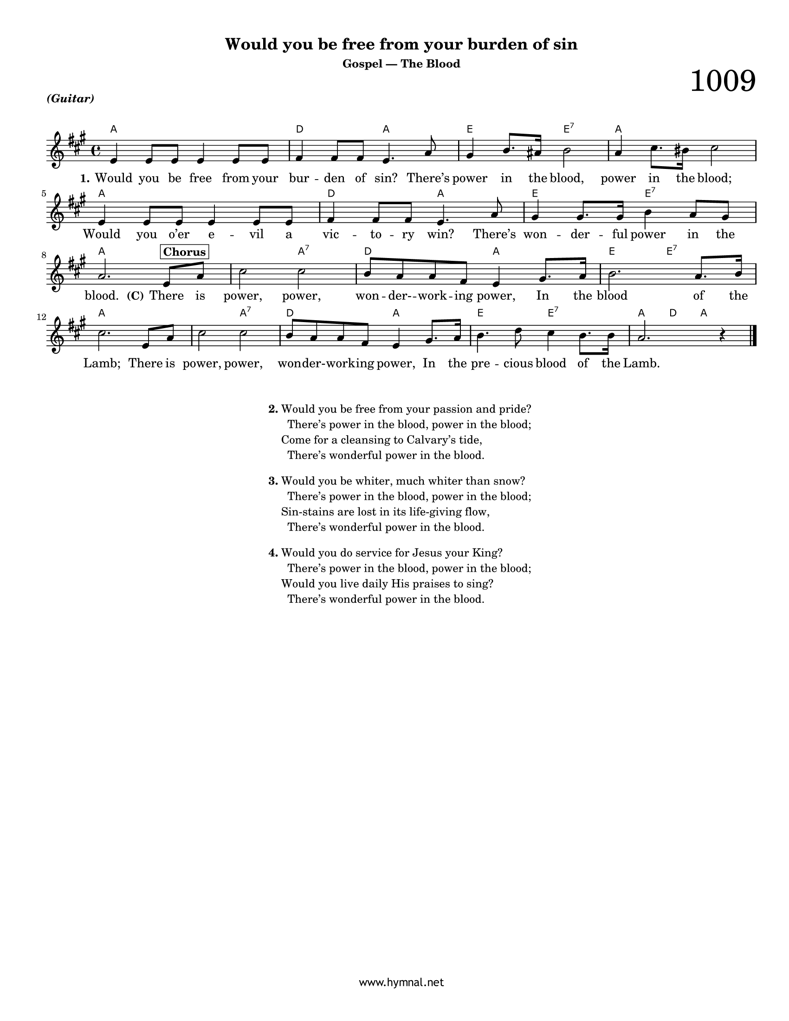 Would you be free from your burden of sin
Gospel — The Blood
1009
(Guitar)
A D A E E7 A
1. Would you be free from your bur - den of sin? There's power in the blood, power in the blood;
5
A D A E E7
Would you o'er e - vil a vic - to - ry win? There's won - der - ful power in the
8
A Chorus A7 D A E E7
blood. (C) There is power, power, won - der--work - ing power, In the blood of the
12
A A7 D A E E7 A D A
Lamb; There is power, power, wonder-working power, In the pre - cious blood of the Lamb.
2. Would you be free from your passion and pride?
There's power in the blood, power in the blood;
Come for a cleansing to Calvary's tide,
There's wonderful power in the blood.
3. Would you be whiter, much whiter than snow?
There's power in the blood, power in the blood;
Sin-stains are lost in its life-giving flow,
There's wonderful power in the blood.
4. Would you do service for Jesus your King?
There's power in the blood, power in the blood;
Would you live daily His praises to sing?
There's wonderful power in the blood.
www.hymnal.net